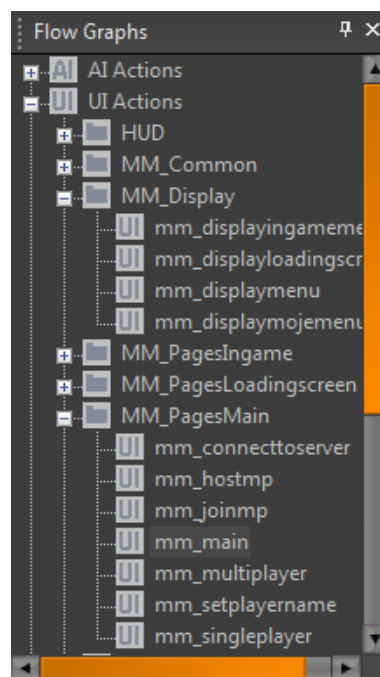 Flow Graphs
AI AI Actions
UI UI Actions
HUD
MM_Common
MM_Display
UI mm_displayingameme
UI mm_displayloadingscr
UI mm_displaymenu
UI mm_displaymojemenu
MM_PagesIngame
MM_PagesLoadingscreen
MM_PagesMain
UI mm_connecttoserver
UI mm_hostmp
UI mm_joinmp
UI mm_main
UI mm_multiplayer
UI mm_setplayername
UI mm_singleplayer